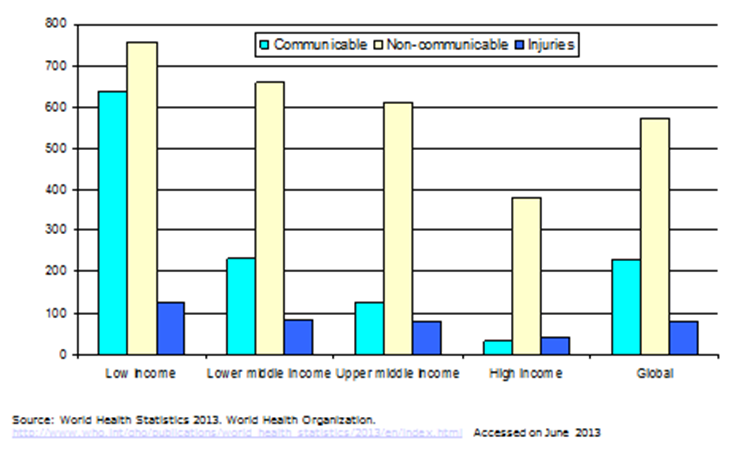 800
Communicable Non-communicable Injuries
700
600
500
400
300
200
100
0
Low Income Lower middle Income Upper middle Income High Income Global
Source: World Health Statistics 2013. World Health Organization.
http://www.who.int/gho/publications/world_health_statistics/2013/en/index.html Accessed on June 2013